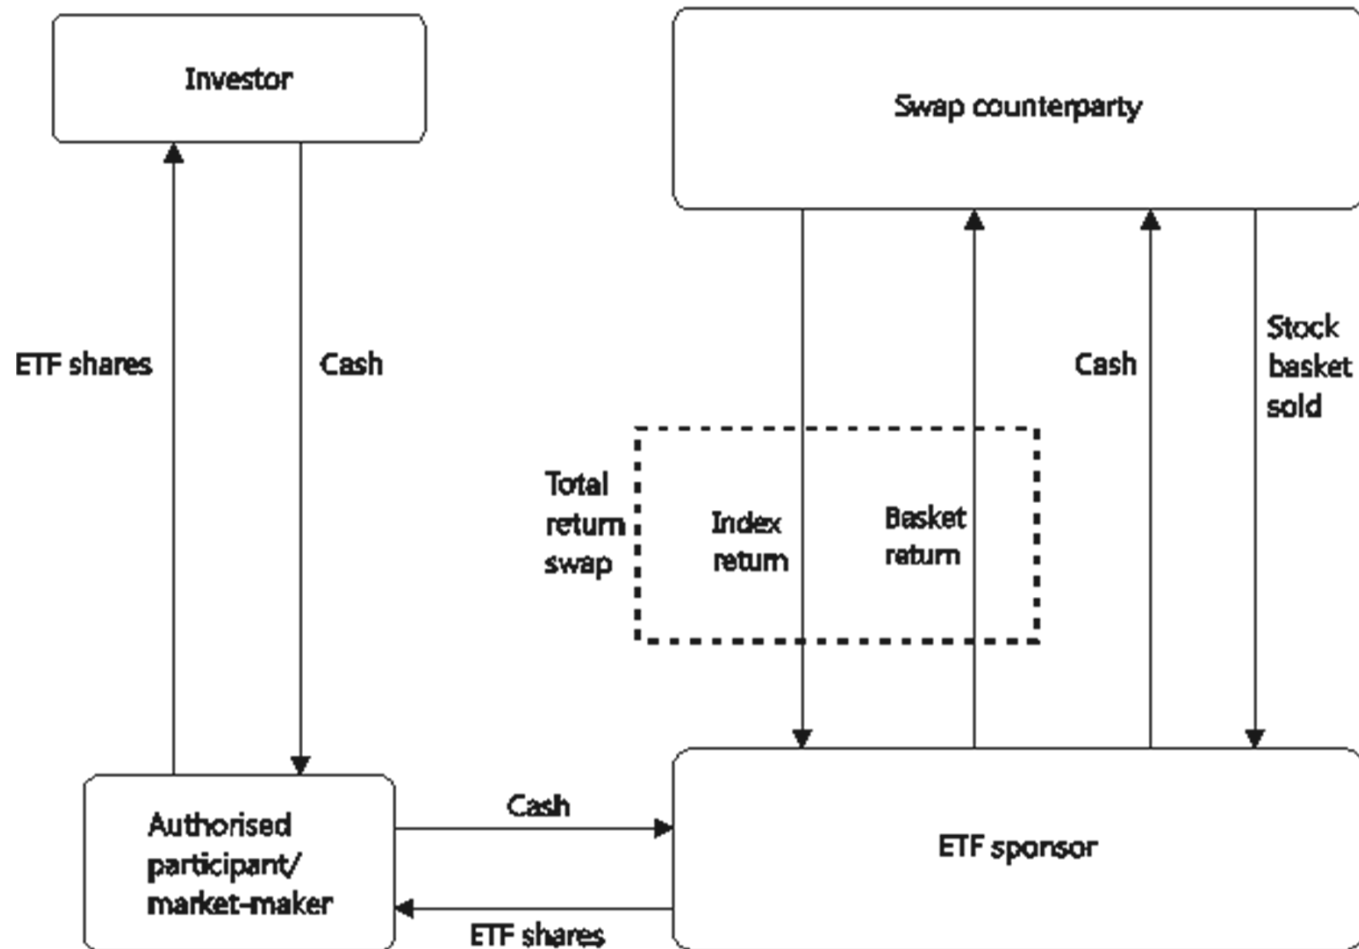 Investor
Swap counterparty
ETF shares
Cash
Cash
Stock
basket
sold
Total
return
swap
Index
return
Basket
return
Authorised
participant/
market-maker
Cash
ETF shares
ETF sponsor